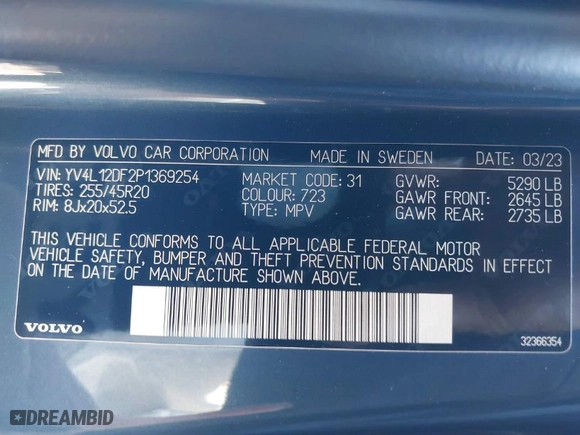 MFD BY VOLVO CAR CORPORATION MADE IN SWEDEN DATE: 03/23
VIN: YV4L12DF2P1369254 MARKET CODE: 31 GVWR: 5290 LB
TIRES: 255/45R20 COLOUR: 723 GAWR FRONT: 2645 LB
RIM: 8Jx20x52.5 TYPE: MPV GAWR REAR: 2735 LB
THIS VEHICLE CONFORMS TO ALL APPLICABLE FEDERAL MOTOR
VEHICLE SAFETY, BUMPER AND THEFT PREVENTION STANDARDS IN EFFECT
ON THE DATE OF MANUFACTURE SHOWN ABOVE.
VOLVO 32366354
DREAMBID